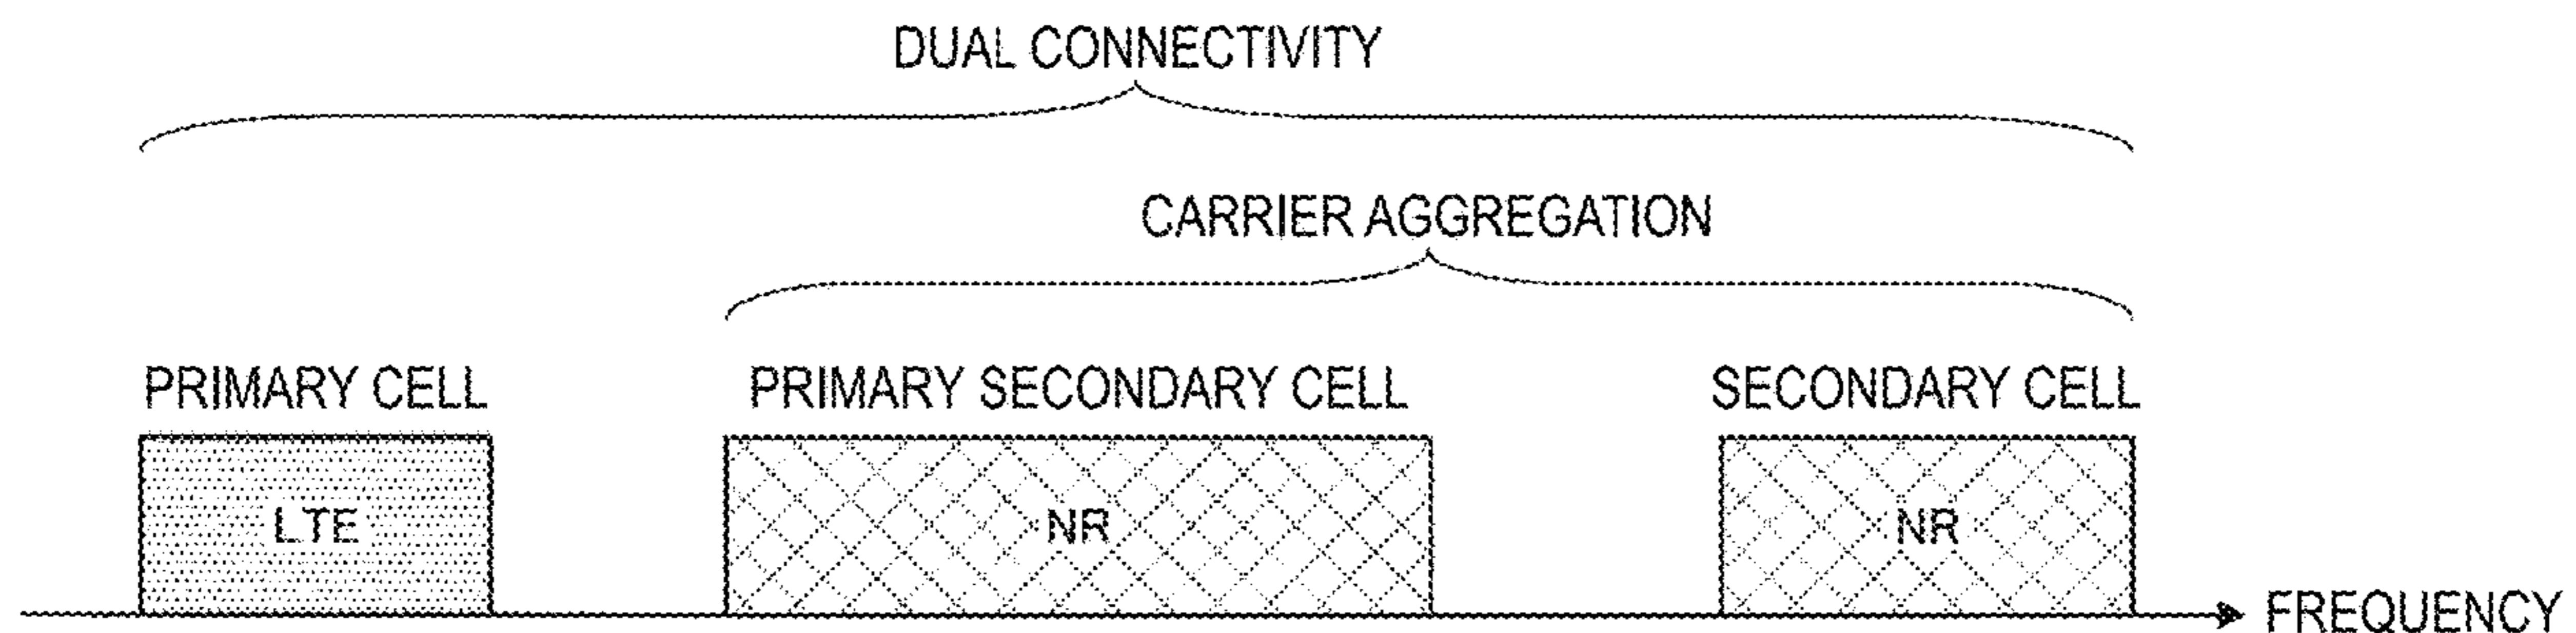 DUAL CONNECTIVITY
CARRIER AGGREGATION
PRIMARY CELL
PRIMARY SECONDARY CELL
SECONDARY CELL
LTE
NR
NR
FREQUENCY